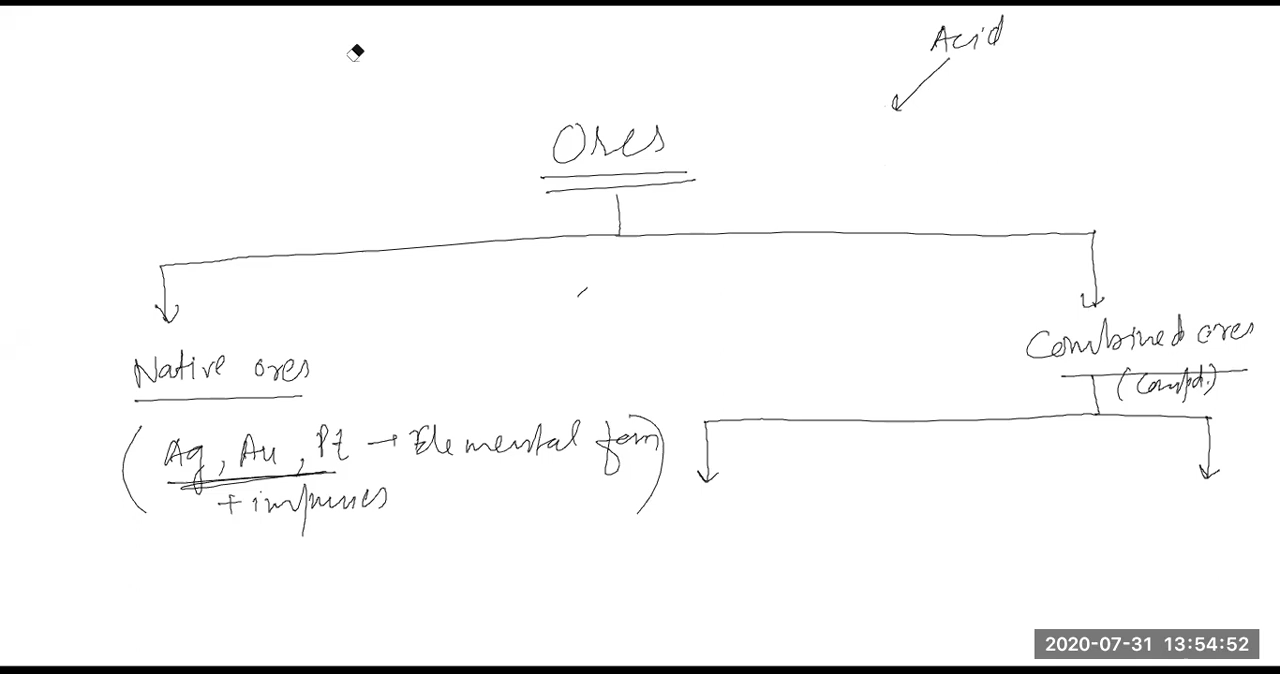 Acid
Ores
Native ores
Combined ores
(Compd.)
(Ag, Au, Pt → Elemental form)
+ impurities
2020-07-31 13:54:52